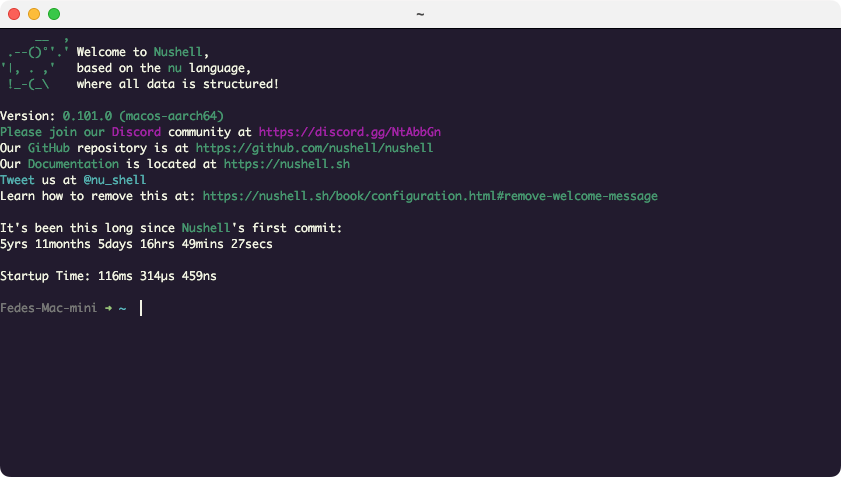 ~
     __  ,
 .--()°'.' Welcome to Nushell,
'|, . ,'   based on the nu language,
 !_-(_\    where all data is structured!

Version: 0.101.0 (macos-aarch64)
Please join our Discord community at https://discord.gg/NtAbbGn
Our GitHub repository is at https://github.com/nushell/nushell
Our Documentation is located at https://nushell.sh
Tweet us at @nu_shell
Learn how to remove this at: https://nushell.sh/book/configuration.html#remove-welcome-message

It's been this long since Nushell's first commit:
5yrs 11months 5days 16hrs 49mins 27secs

Startup Time: 116ms 314µs 459ns

Fedes-Mac-mini ➜ ~